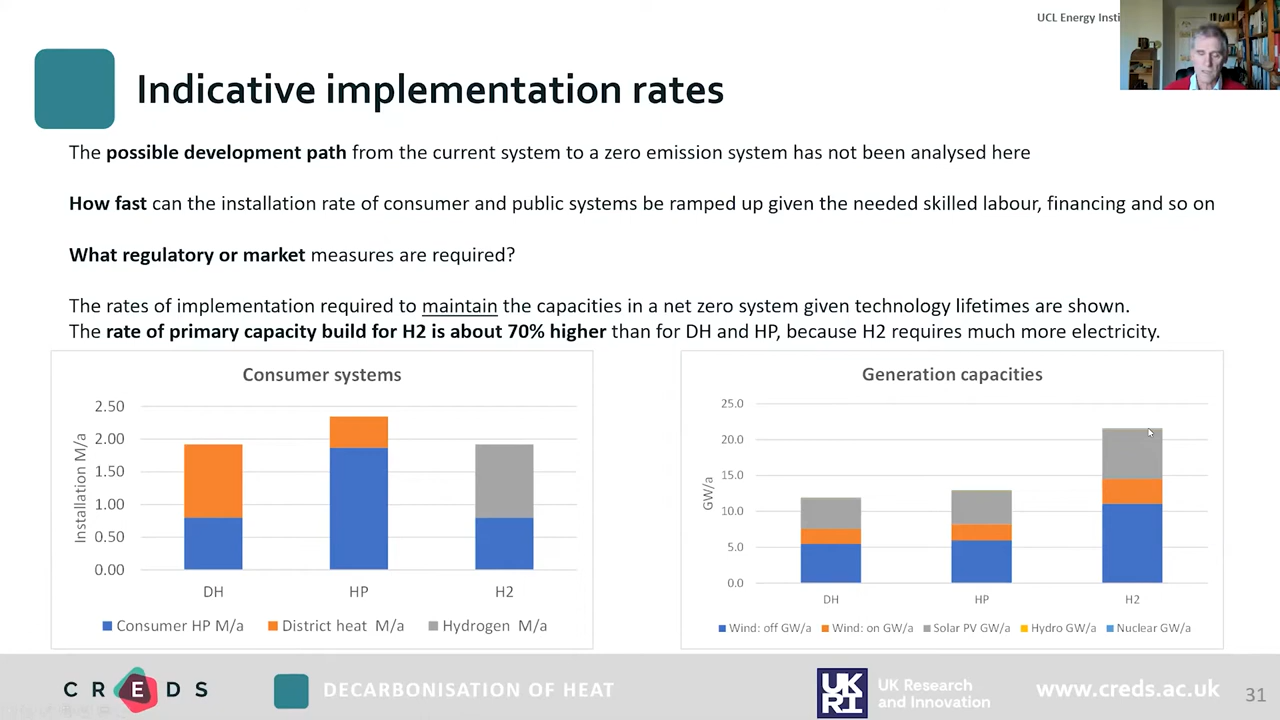 UCL Energy Insti
Indicative implementation rates
The possible development path from the current system to a zero emission system has not been analysed here
How fast can the installation rate of consumer and public systems be ramped up given the needed skilled labour, financing and so on
What regulatory or market measures are required?
The rates of implementation required to maintain the capacities in a net zero system given technology lifetimes are shown.
The rate of primary capacity build for H2 is about 70% higher than for DH and HP, because H2 requires much more electricity.
Consumer systems
Installation M/a
2.50
2.00
1.50
1.00
0.50
0.00
DH HP H2
Consumer HP M/a District heat M/a Hydrogen M/a
Generation capacities
GW/a
25.0
20.0
15.0
10.0
5.0
0.0
DH HP H2
Wind: off GW/a Wind: on GW/a Solar PV GW/a Hydro GW/a Nuclear GW/a
CREDS
DECARBONISATION OF HEAT
UK
RI
UK Research
and Innovation
www.creds.ac.uk
31